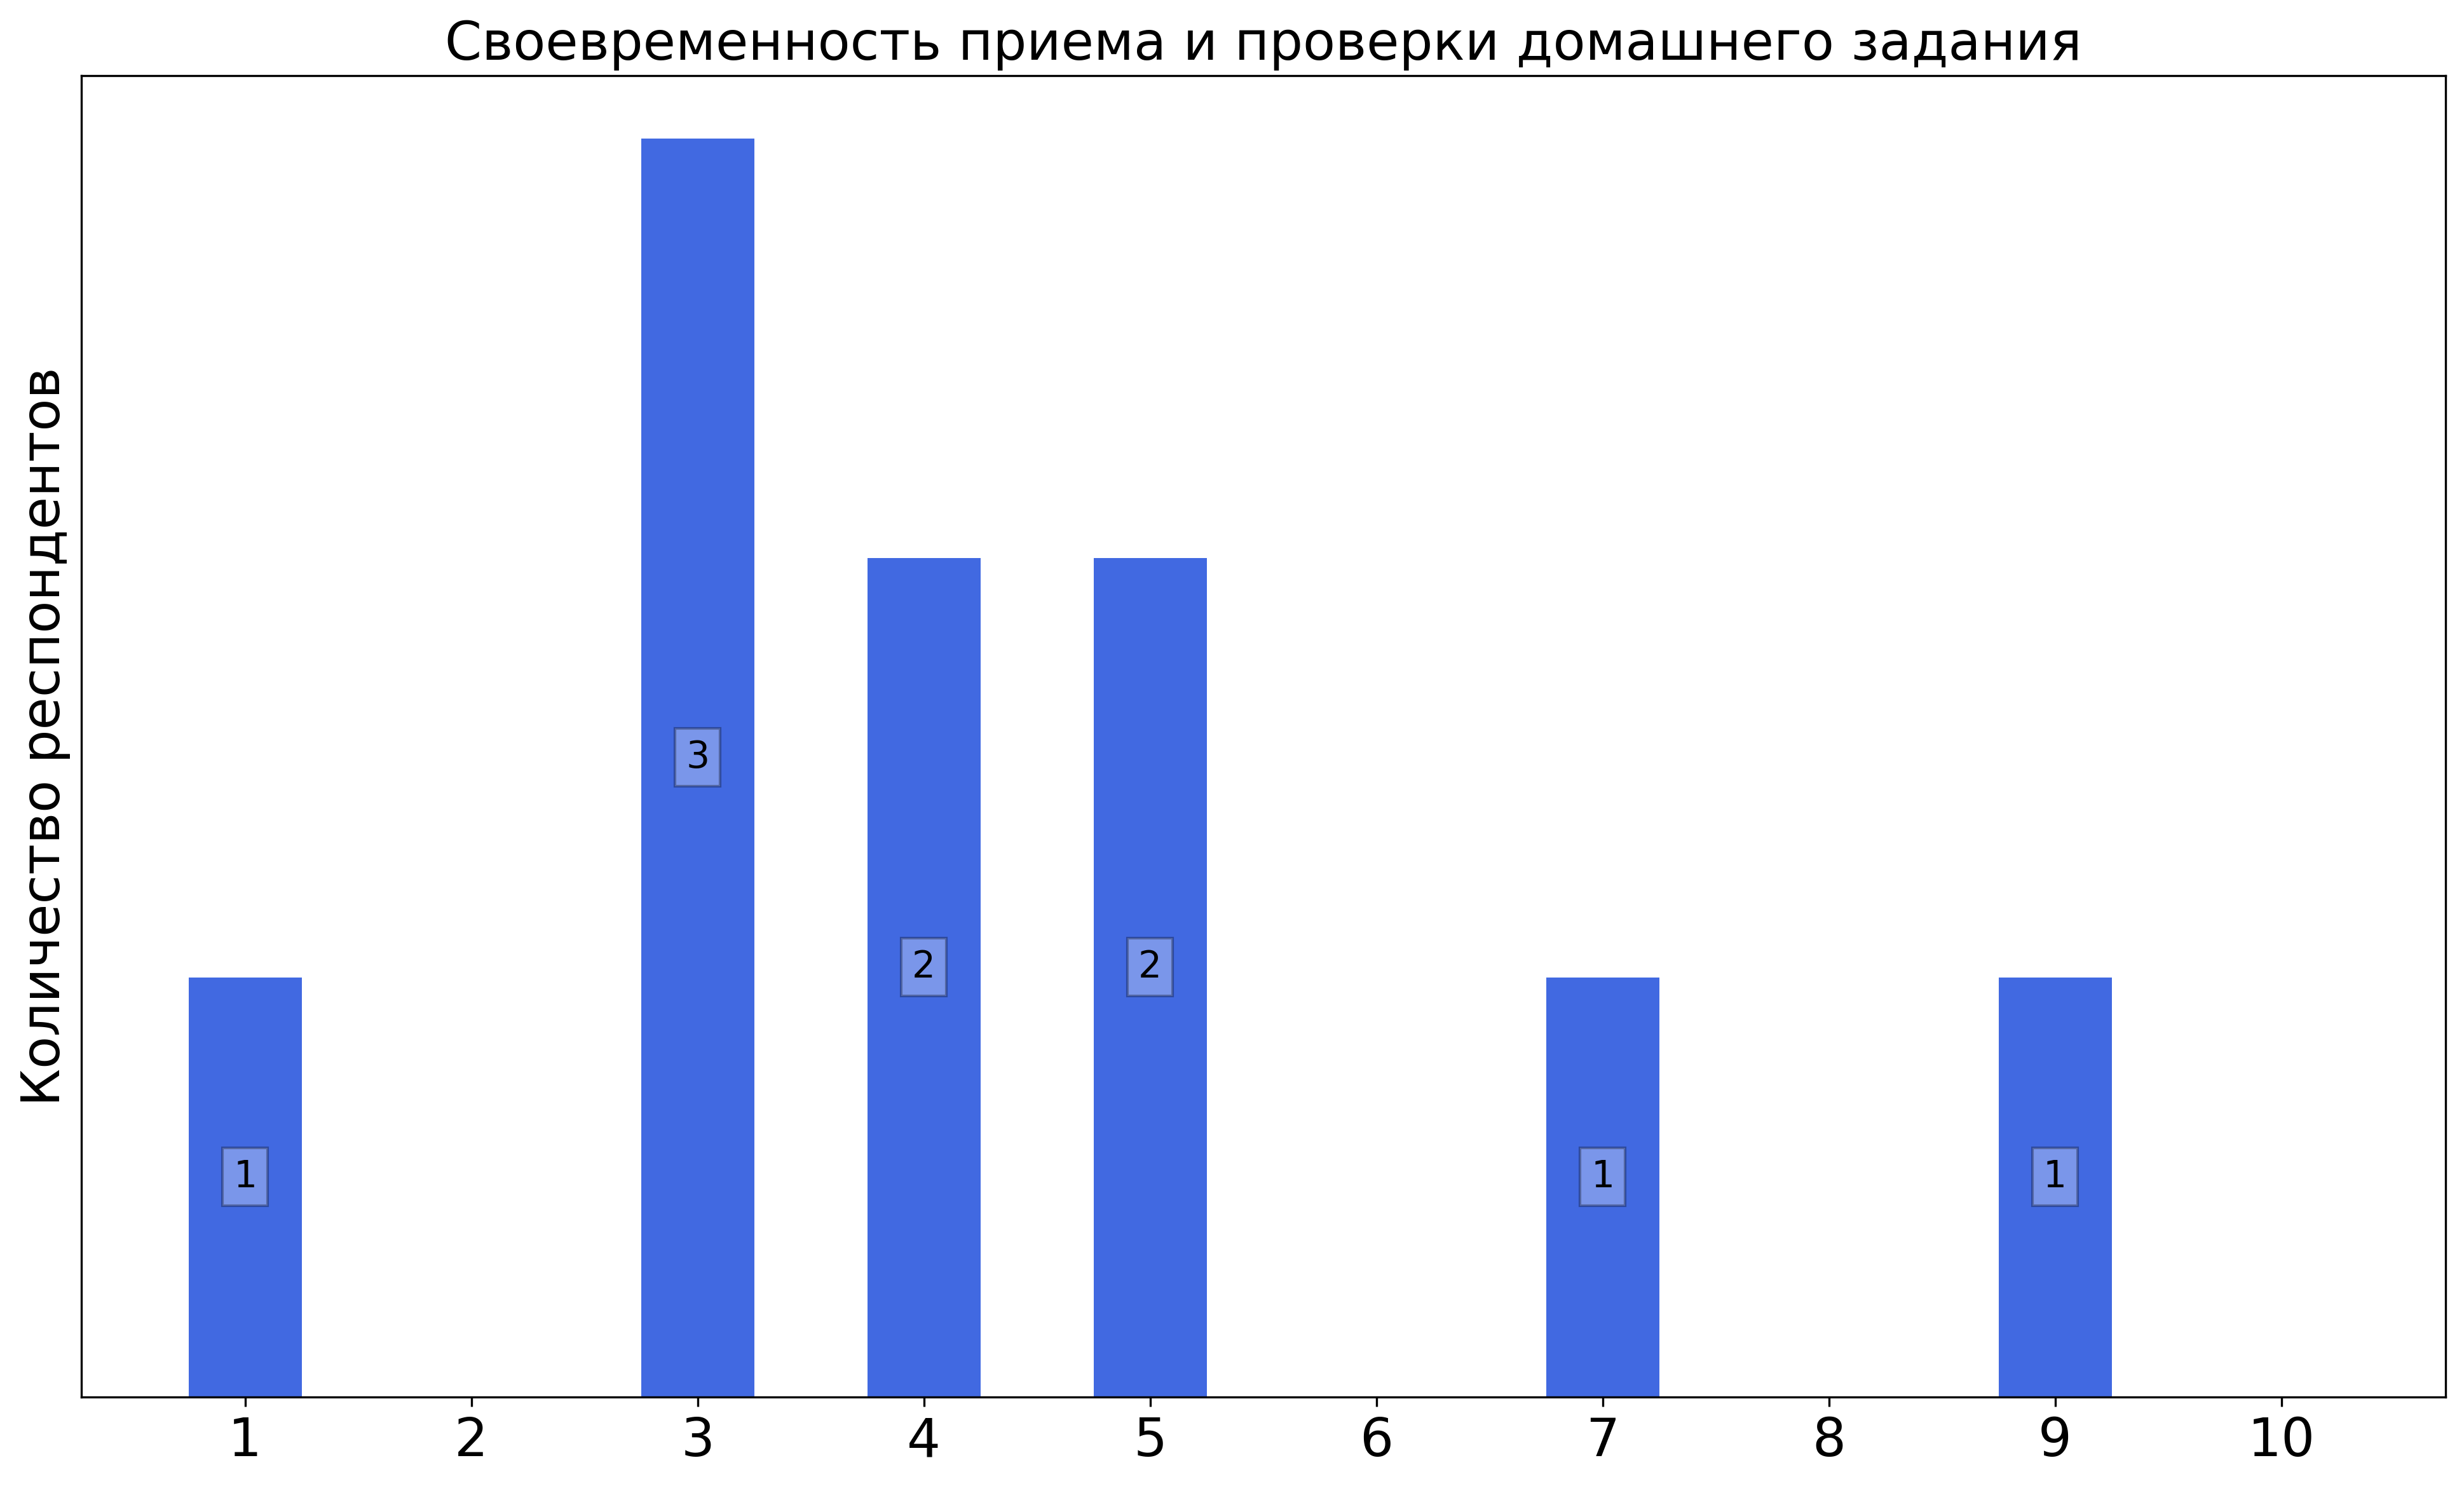 Своевременность приема и проверки домашнего задания
Количество респондентов
3
2 2
1 1 1
1 2 3 4 5 6 7 8 9 10